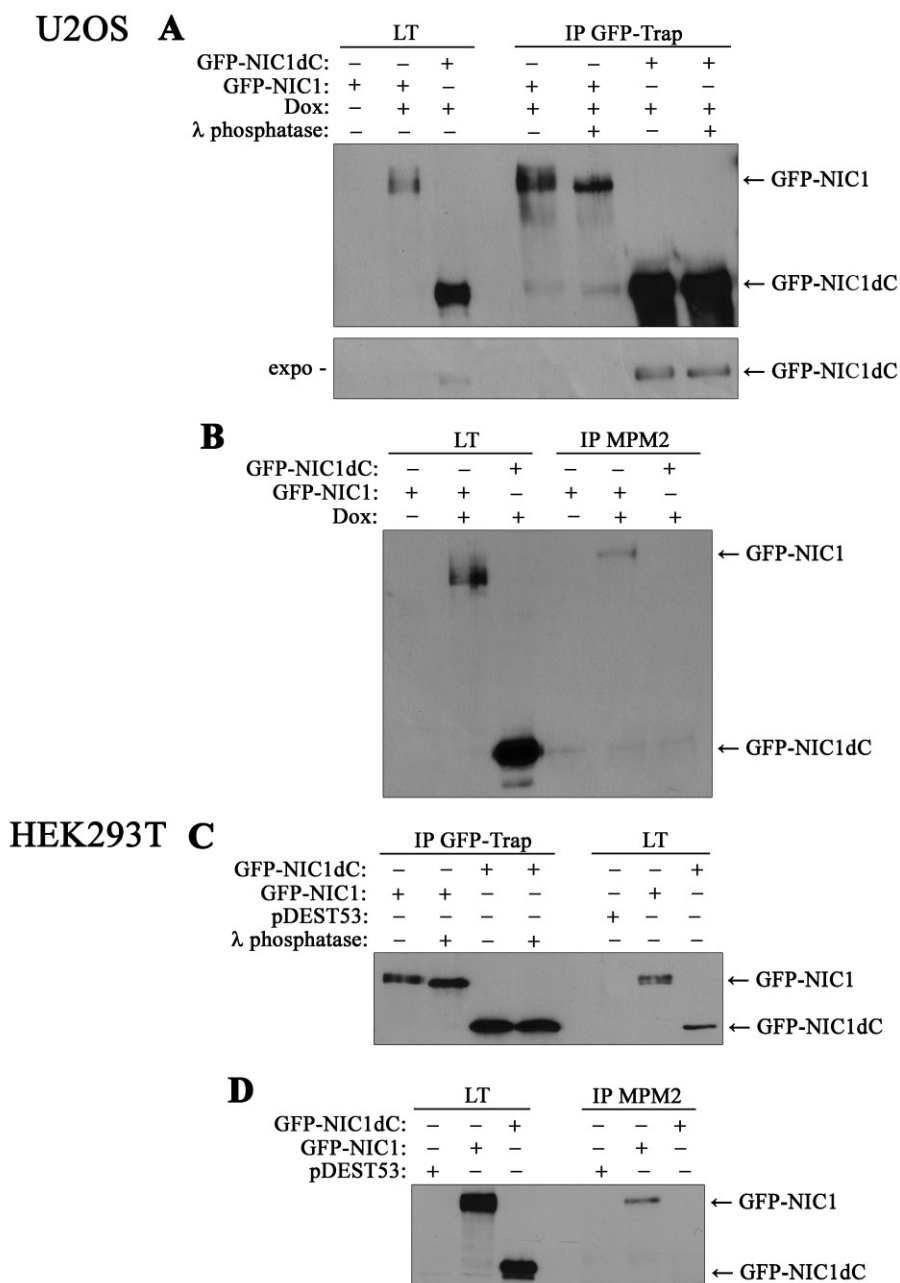 U2OS A
LT IP GFP-Trap
GFP-NIC1dC: – – + – – + +
GFP-NIC1: + + – + + – –
Dox: – + + + + + +
λ phosphatase: – – – – + – +
← GFP-NIC1
← GFP-NIC1dC
expo - ← GFP-NIC1dC
B
LT IP MPM2
GFP-NIC1dC: – – + – – +
GFP-NIC1: + + – + + –
Dox: – + + – + +
← GFP-NIC1
← GFP-NIC1dC
HEK293T C
IP GFP-Trap LT
GFP-NIC1dC: – – + + – – +
GFP-NIC1: + + – – – + –
pDEST53: – – – – + – –
λ phosphatase: – + – + – – –
← GFP-NIC1
← GFP-NIC1dC
D
LT IP MPM2
GFP-NIC1dC: – – + – – +
GFP-NIC1: – + – – + –
pDEST53: + – – + – –
← GFP-NIC1
← GFP-NIC1dC